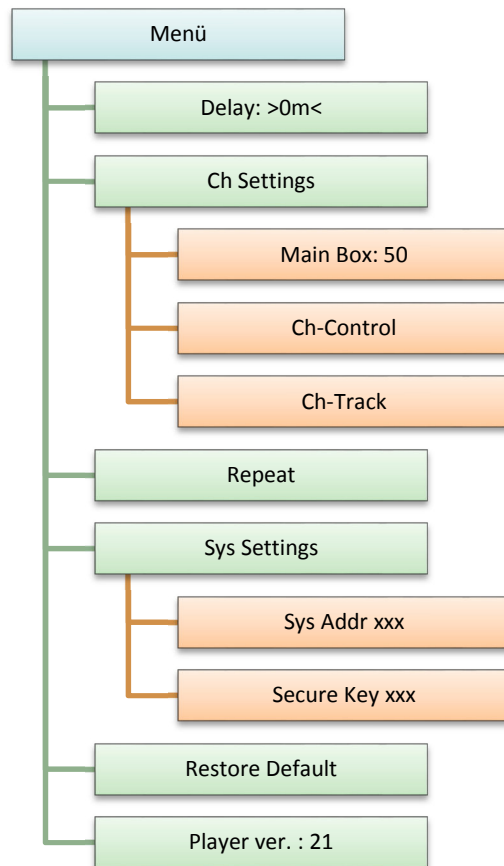 Menü
Delay: >0m<
Ch Settings
Main Box: 50
Ch-Control
Ch-Track
Repeat
Sys Settings
Sys Addr xxx
Secure Key xxx
Restore Default
Player ver. : 21